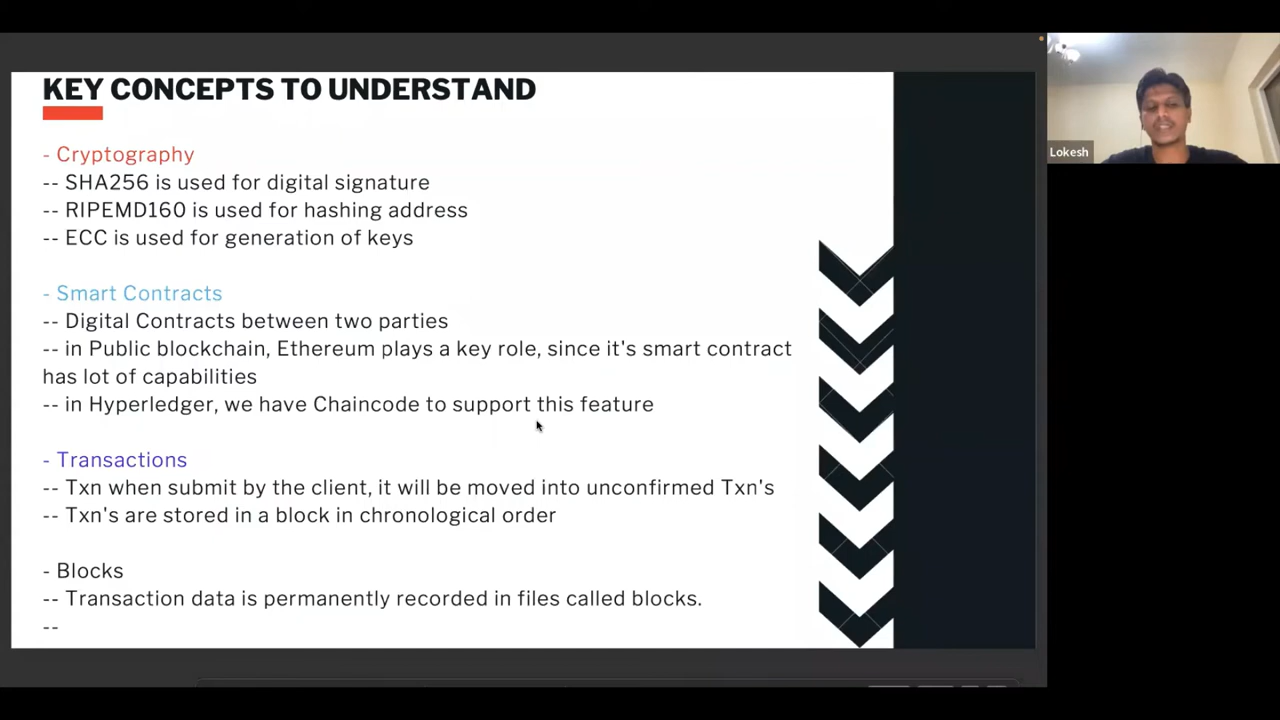 KEY CONCEPTS TO UNDERSTAND
- Cryptography
-- SHA256 is used for digital signature
-- RIPEMD160 is used for hashing address
-- ECC is used for generation of keys
- Smart Contracts
-- Digital Contracts between two parties
-- in Public blockchain, Ethereum plays a key role, since it's smart contract
has lot of capabilities
-- in Hyperledger, we have Chaincode to support this feature
- Transactions
-- Txn when submit by the client, it will be moved into unconfirmed Txn's
-- Txn's are stored in a block in chronological order
- Blocks
-- Transaction data is permanently recorded in files called blocks.
--
Lokesh